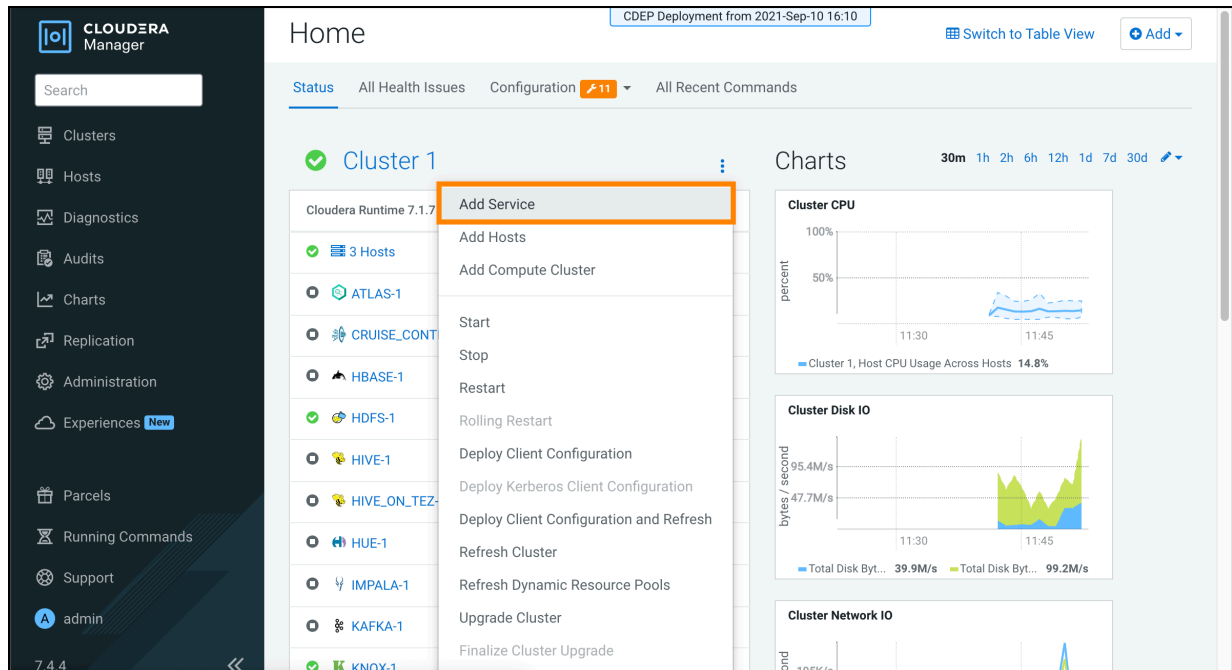 CLOUDERA
Manager
Search
Clusters
Hosts
Diagnostics
Audits
Charts
Replication
Administration
Experiences New
Parcels
Running Commands
Support
A admin
7.4.4
CDEP Deployment from 2021-Sep-10 16:10
Home
Switch to Table View
Add
Status All Health Issues Configuration 11 All Recent Commands
Cluster 1
Cloudera Runtime 7.1.7
3 Hosts
ATLAS-1
CRUISE_CONT
HBASE-1
HDFS-1
HIVE-1
HIVE_ON_TEZ-
HUE-1
IMPALA-1
KAFKA-1
KNOX-1
Add Service
Add Hosts
Add Compute Cluster
Start
Stop
Restart
Rolling Restart
Deploy Client Configuration
Deploy Kerberos Client Configuration
Deploy Client Configuration and Refresh
Refresh Cluster
Refresh Dynamic Resource Pools
Upgrade Cluster
Finalize Cluster Upgrade
Charts
30m 1h 2h 6h 12h 1d 7d 30d
Cluster CPU
percent
100%
50%
11:30 11:45
Cluster 1, Host CPU Usage Across Hosts 14.8%
Cluster Disk IO
bytes / second
95.4M/s
47.7M/s
11:30 11:45
Total Disk Byt... 39.9M/s Total Disk Byt... 99.2M/s
Cluster Network IO